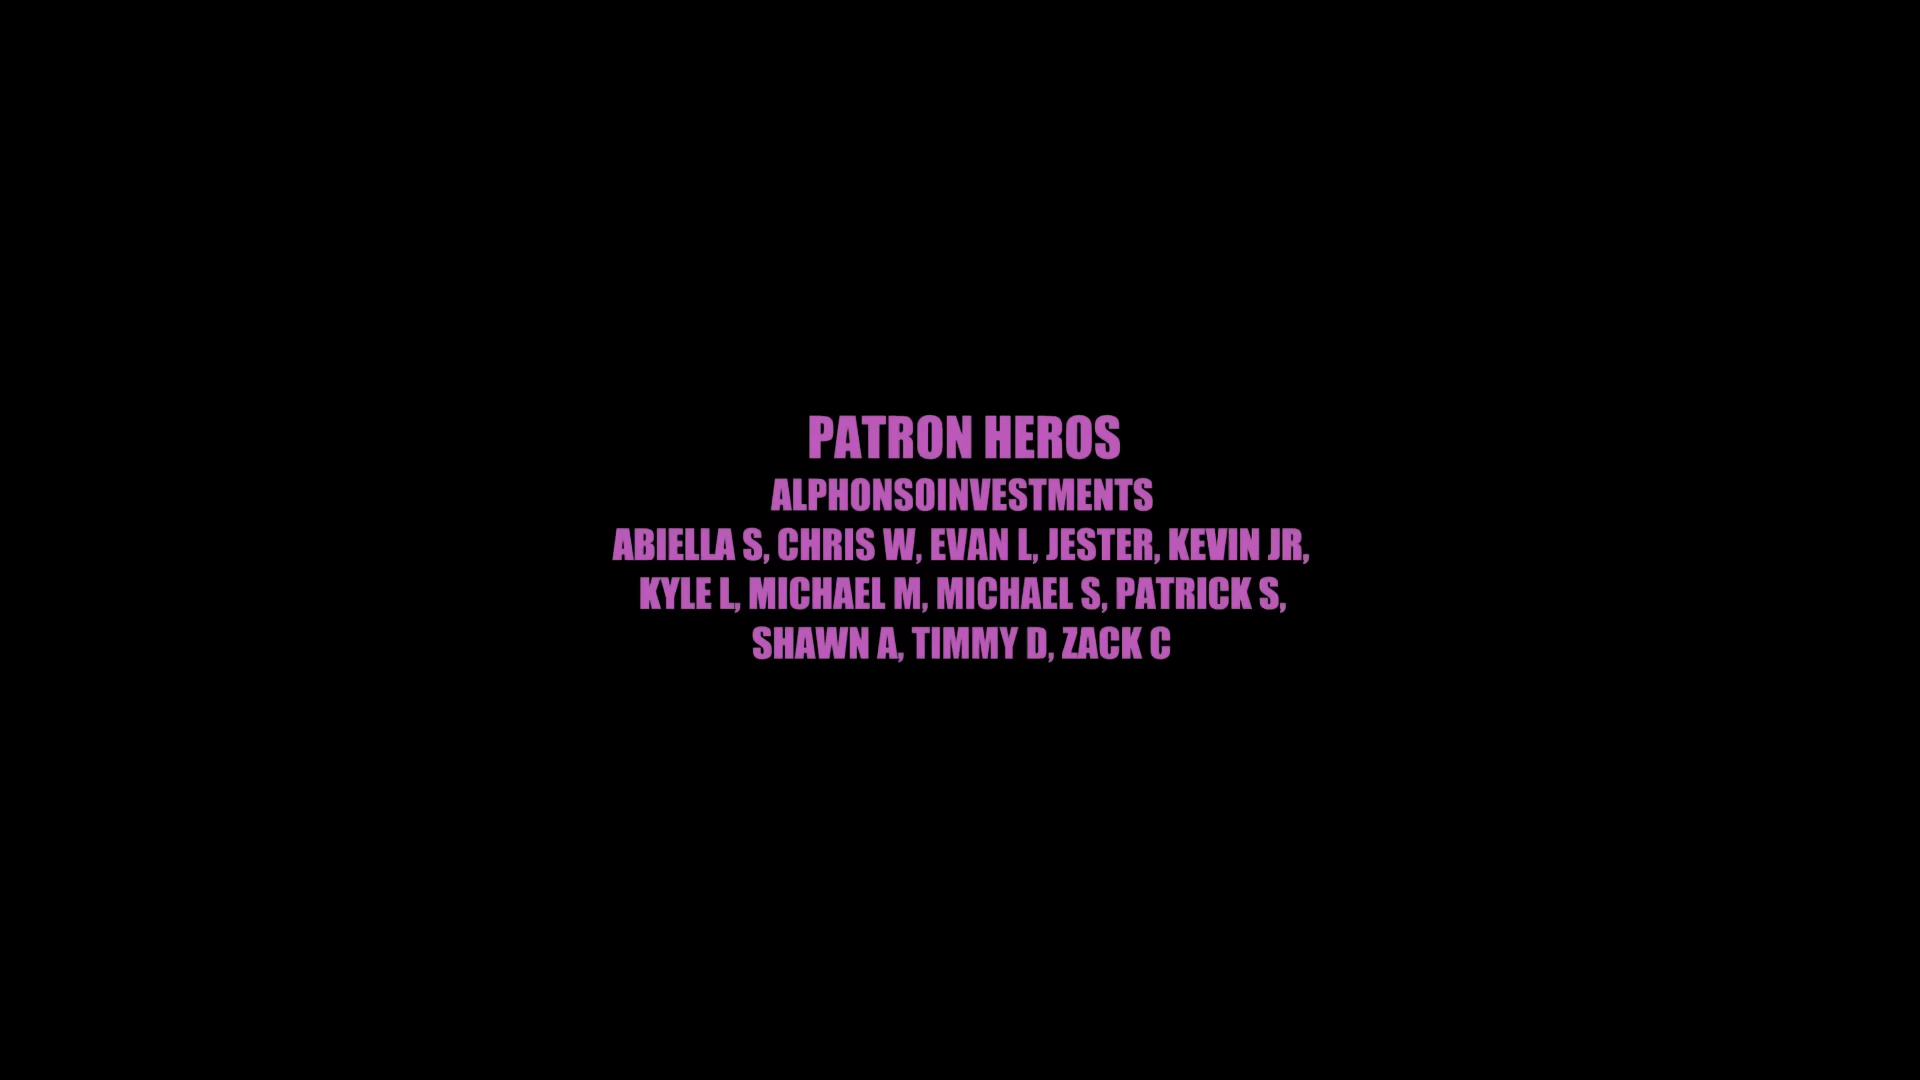 PATRON HEROS
ALPHONSOINVESTMENTS
ABIELLA S, CHRIS W, EVAN L, JESTER, KEVIN JR,
KYLE L, MICHAEL M, MICHAEL S, PATRICK S,
SHAWN A, TIMMY D, ZACK C